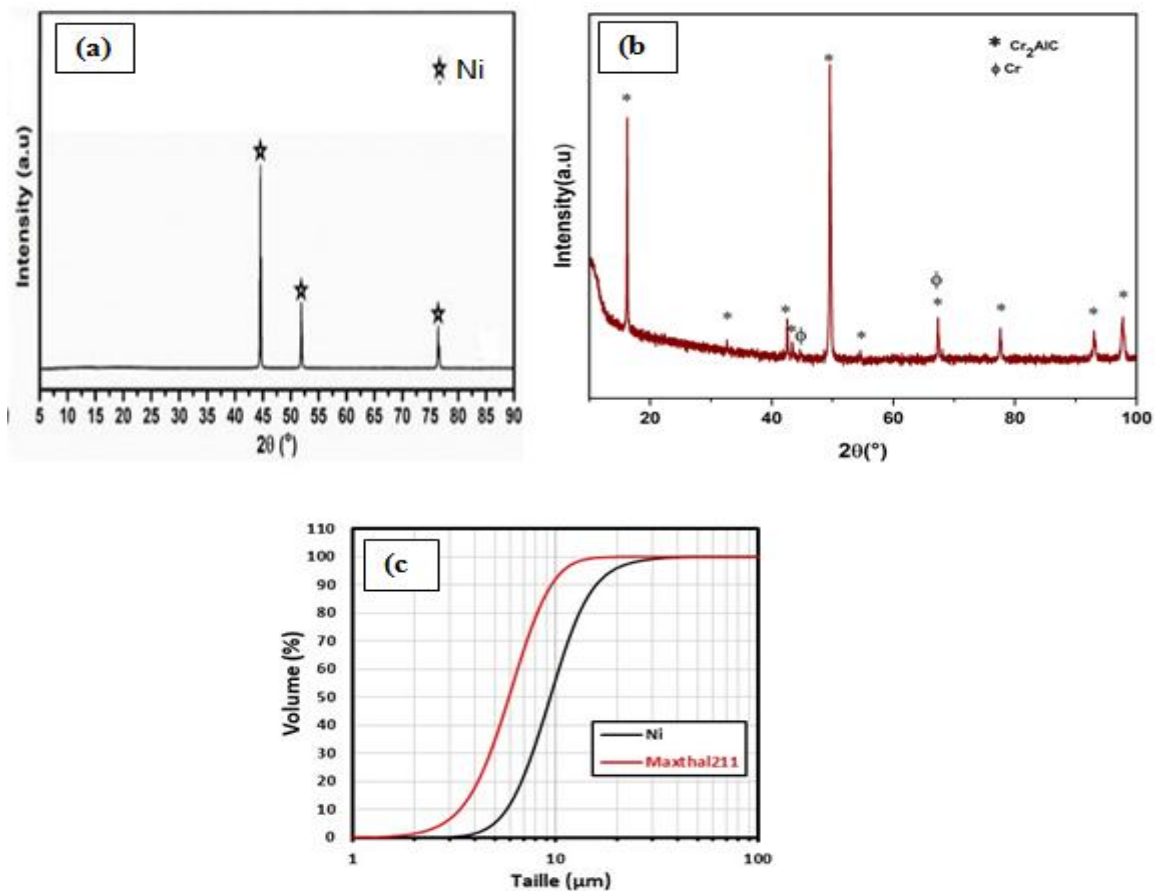 (a)
Ni
Intensity (a.u)
5 10 15 20 25 30 35 40 45 50 55 60 65 70 75 80 85 90
2θ (⁰)
(b
* Cr₂AlC
ϕ Cr
Intensity(a.u)
20 40 60 80 100
2θ(°)
(c
110
100
90
80
70
60
50
40
30
20
10
0
Volume (%)
Ni
Maxthal211
1 10 100
Taille (µm)